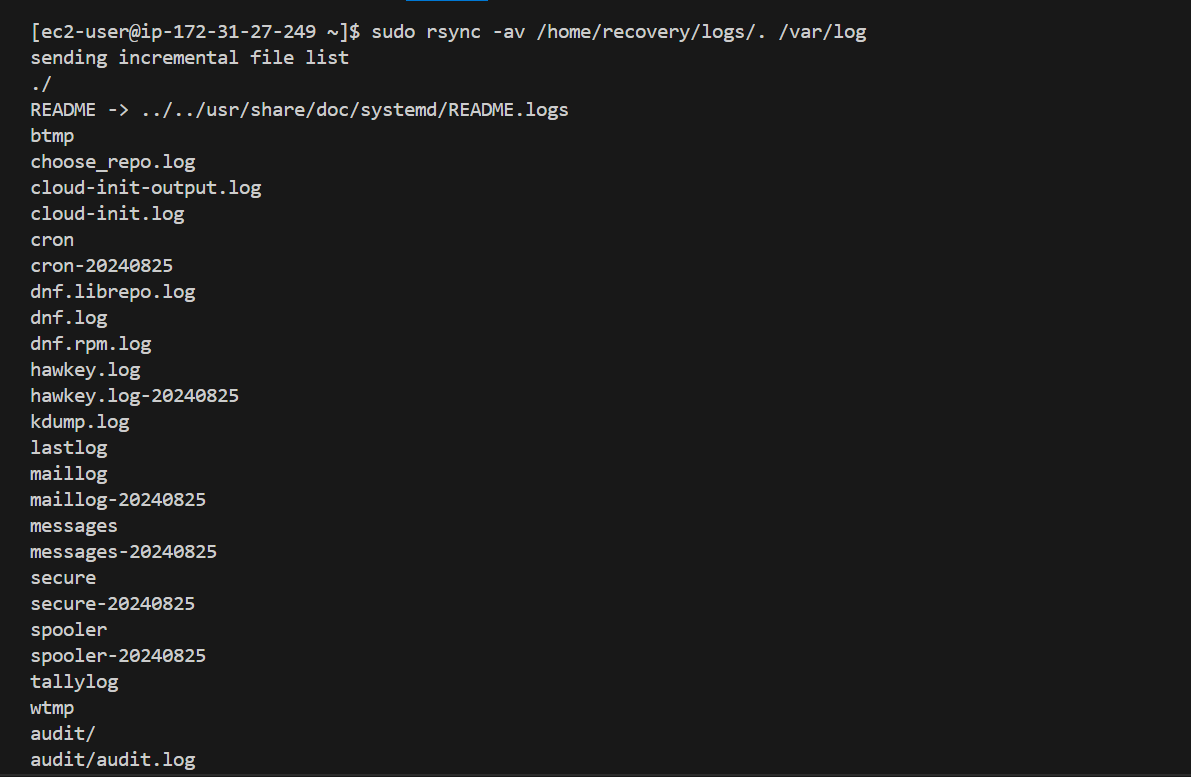 [ec2-user@ip-172-31-27-249 ~]$ sudo rsync -av /home/recovery/logs/. /var/log
sending incremental file list
./
README -> ../../usr/share/doc/systemd/README.logs
btmp
choose_repo.log
cloud-init-output.log
cloud-init.log
cron
cron-20240825
dnf.librepo.log
dnf.log
dnf.rpm.log
hawkey.log
hawkey.log-20240825
kdump.log
lastlog
maillog
maillog-20240825
messages
messages-20240825
secure
secure-20240825
spooler
spooler-20240825
tallylog
wtmp
audit/
audit/audit.log